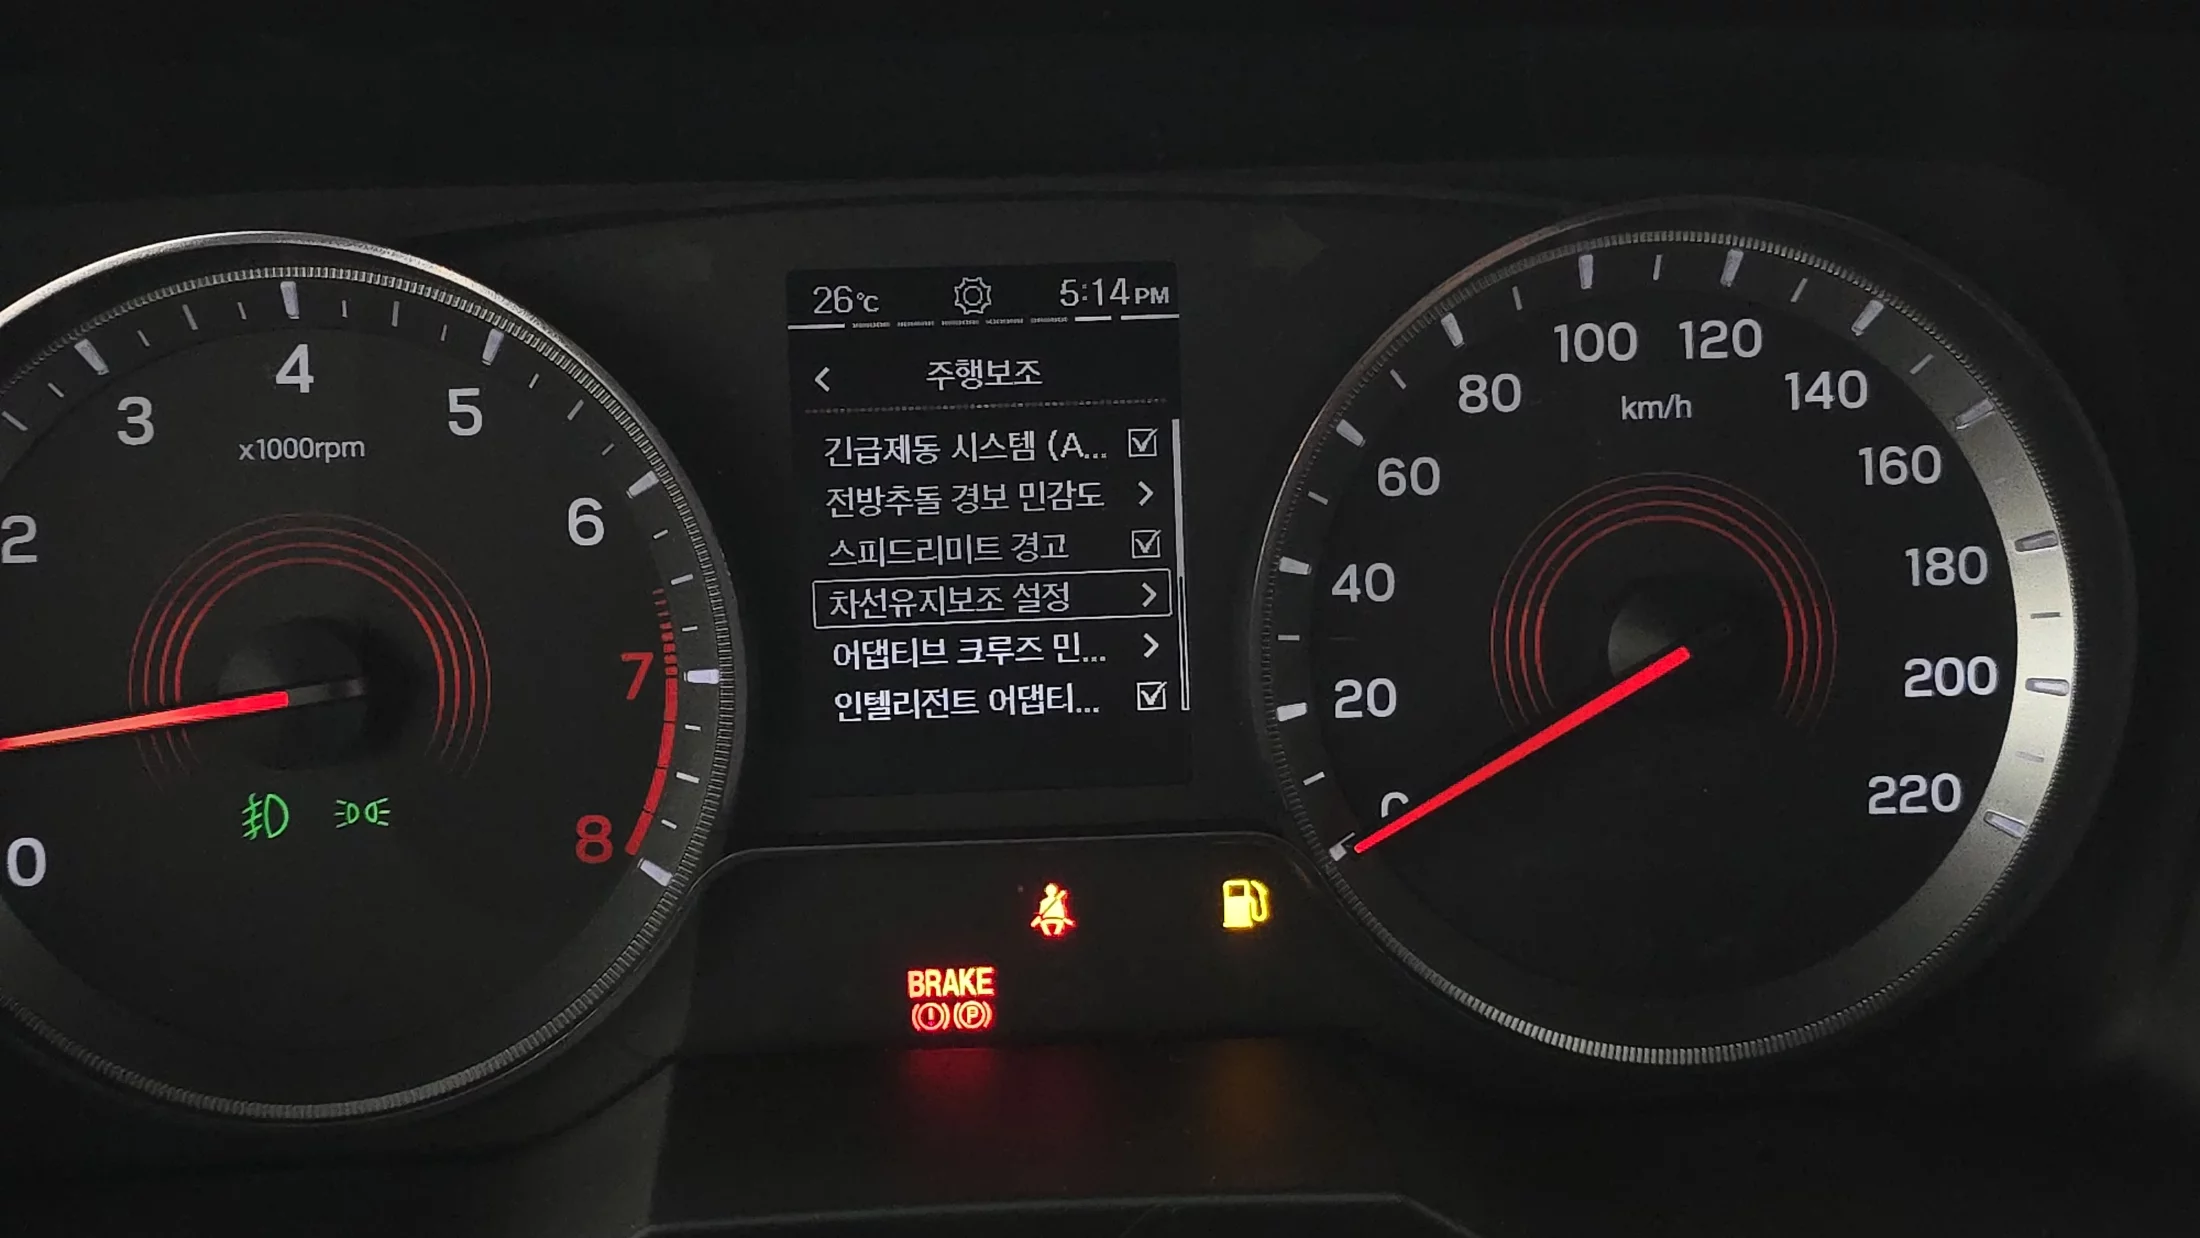 26℃ 5:14 PM
주행보조
긴급제동 시스템 (A...
전방추돌 경보 민감도
스피드리미트 경고
차선유지보조 설정
어댑티브 크루즈 민...
인텔리전트 어댑티...
0
2
3
4
5
6
7
8
x1000rpm
0
20
40
60
80
100
120
140
160
180
200
220
km/h
BRAKE
(!) (P)